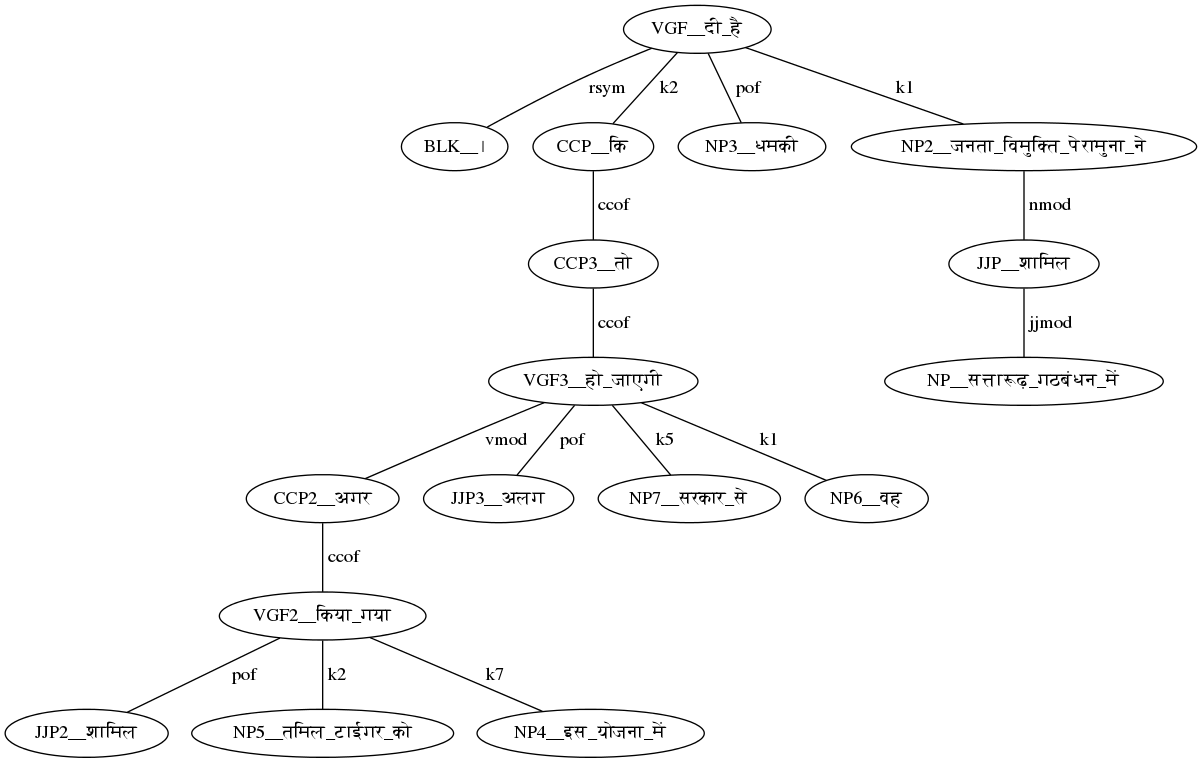 VGF__दी_है
rsym k2 pof k1
BLK__। CCP__कि NP3__धमकी NP2__जनता_विमुक्ति_पेरामुना_ने
ccof nmod
CCP3__तो JJP__शामिल
ccof jjmod
VGF3__हो_जाएगी NP__सत्तारूढ़_गठबंधन_में
vmod pof k5 k1
CCP2__अगर JJP3__अलग NP7__सरकार_से NP6__वह
ccof
VGF2__किया_गया
pof k2 k7
JJP2__शामिल NP5__तमिल_टाईगर_को NP4__इस_योजना_में